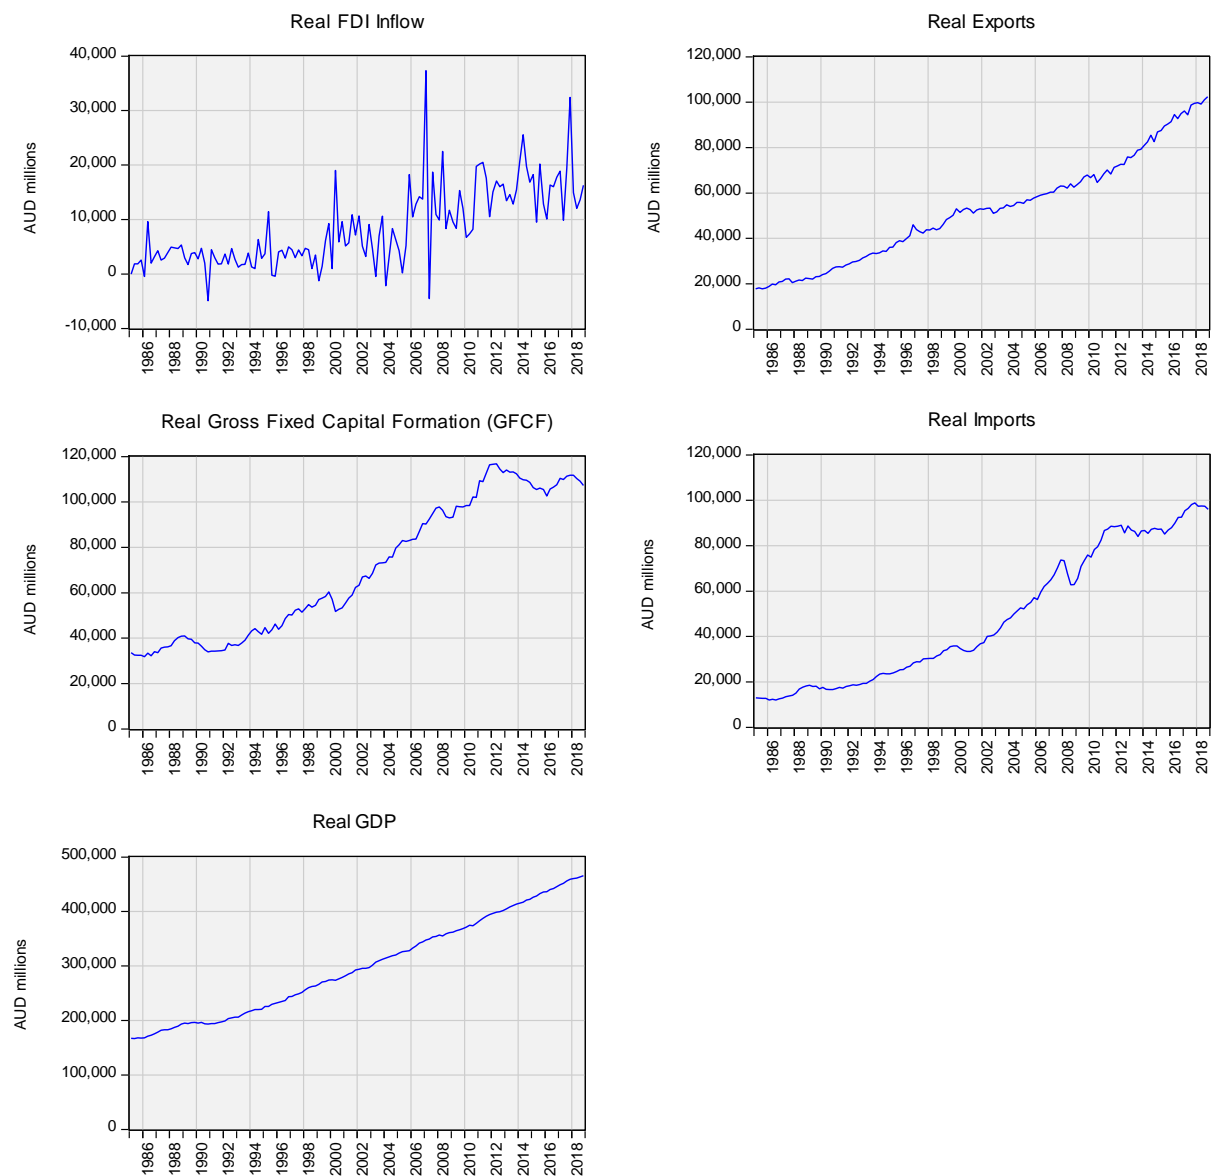 Real FDI Inflow
AUD millions
40,000
30,000
20,000
10,000
0
-10,000
1986 1988 1990 1992 1994 1996 1998 2000 2002 2004 2006 2008 2010 2012 2014 2016 2018
Real Exports
AUD millions
120,000
100,000
80,000
60,000
40,000
20,000
0
1986 1988 1990 1992 1994 1996 1998 2000 2002 2004 2006 2008 2010 2012 2014 2016 2018
Real Gross Fixed Capital Formation (GFCF)
AUD millions
120,000
100,000
80,000
60,000
40,000
20,000
0
1986 1988 1990 1992 1994 1996 1998 2000 2002 2004 2006 2008 2010 2012 2014 2016 2018
Real Imports
AUD millions
120,000
100,000
80,000
60,000
40,000
20,000
0
1986 1988 1990 1992 1994 1996 1998 2000 2002 2004 2006 2008 2010 2012 2014 2016 2018
Real GDP
AUD millions
500,000
400,000
300,000
200,000
100,000
0
1986 1988 1990 1992 1994 1996 1998 2000 2002 2004 2006 2008 2010 2012 2014 2016 2018